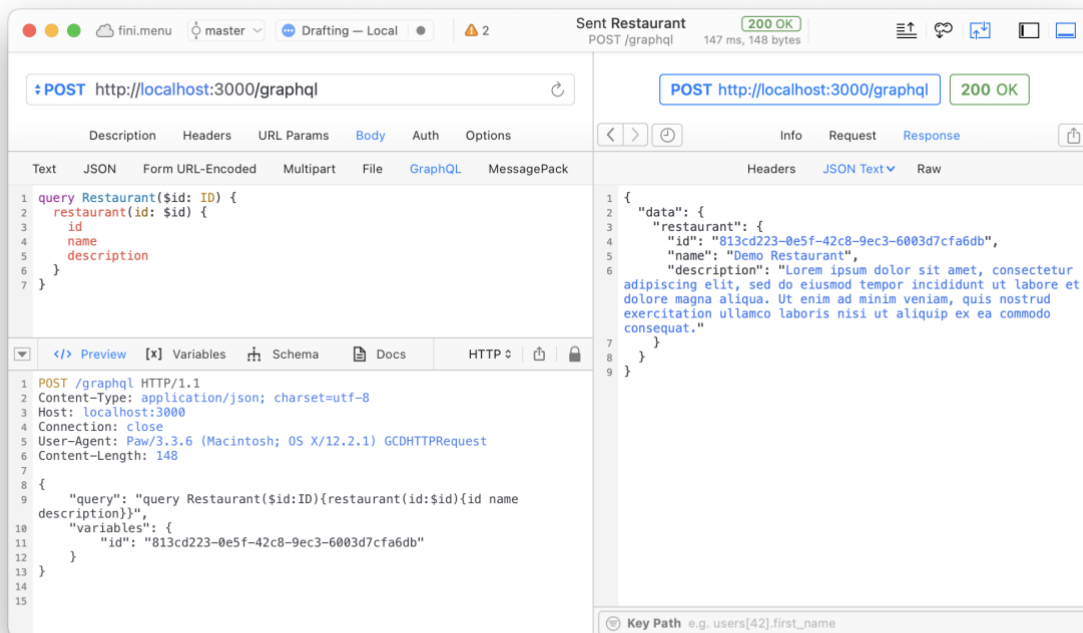 fini.menu master Drafting — Local 2 Sent Restaurant 200 OK
POST /graphql 147 ms, 148 bytes
POST http://localhost:3000/graphql
Description Headers URL Params Body Auth Options
Text JSON Form URL-Encoded Multipart File GraphQL MessagePack
1 query Restaurant($id: ID) {
2 restaurant(id: $id) {
3 id
4 name
5 description
6 }
7 }
</> Preview [x] Variables Schema Docs HTTP
1 POST /graphql HTTP/1.1
2 Content-Type: application/json; charset=utf-8
3 Host: localhost:3000
4 Connection: close
5 User-Agent: Paw/3.3.6 (Macintosh; OS X/12.2.1) GCDHTTPRequest
6 Content-Length: 148
7
8 {
9 "query": "query Restaurant($id:ID){restaurant(id:$id){id name
description}}",
10 "variables": {
11 "id": "813cd223-0e5f-42c8-9ec3-6003d7cfa6db"
12 }
13 }
14
15
POST http://localhost:3000/graphql 200 OK
Info Request Response
Headers JSON Text Raw
1 {
2 "data": {
3 "restaurant": {
4 "id": "813cd223-0e5f-42c8-9ec3-6003d7cfa6db",
5 "name": "Demo Restaurant",
6 "description": "Lorem ipsum dolor sit amet, consectetur
adipiscing elit, sed do eiusmod tempor incididunt ut labore et
dolore magna aliqua. Ut enim ad minim veniam, quis nostrud
exercitation ullamco laboris nisi ut aliquip ex ea commodo
consequat."
7 }
8 }
9 }
Key Path e.g. users[42].first_name